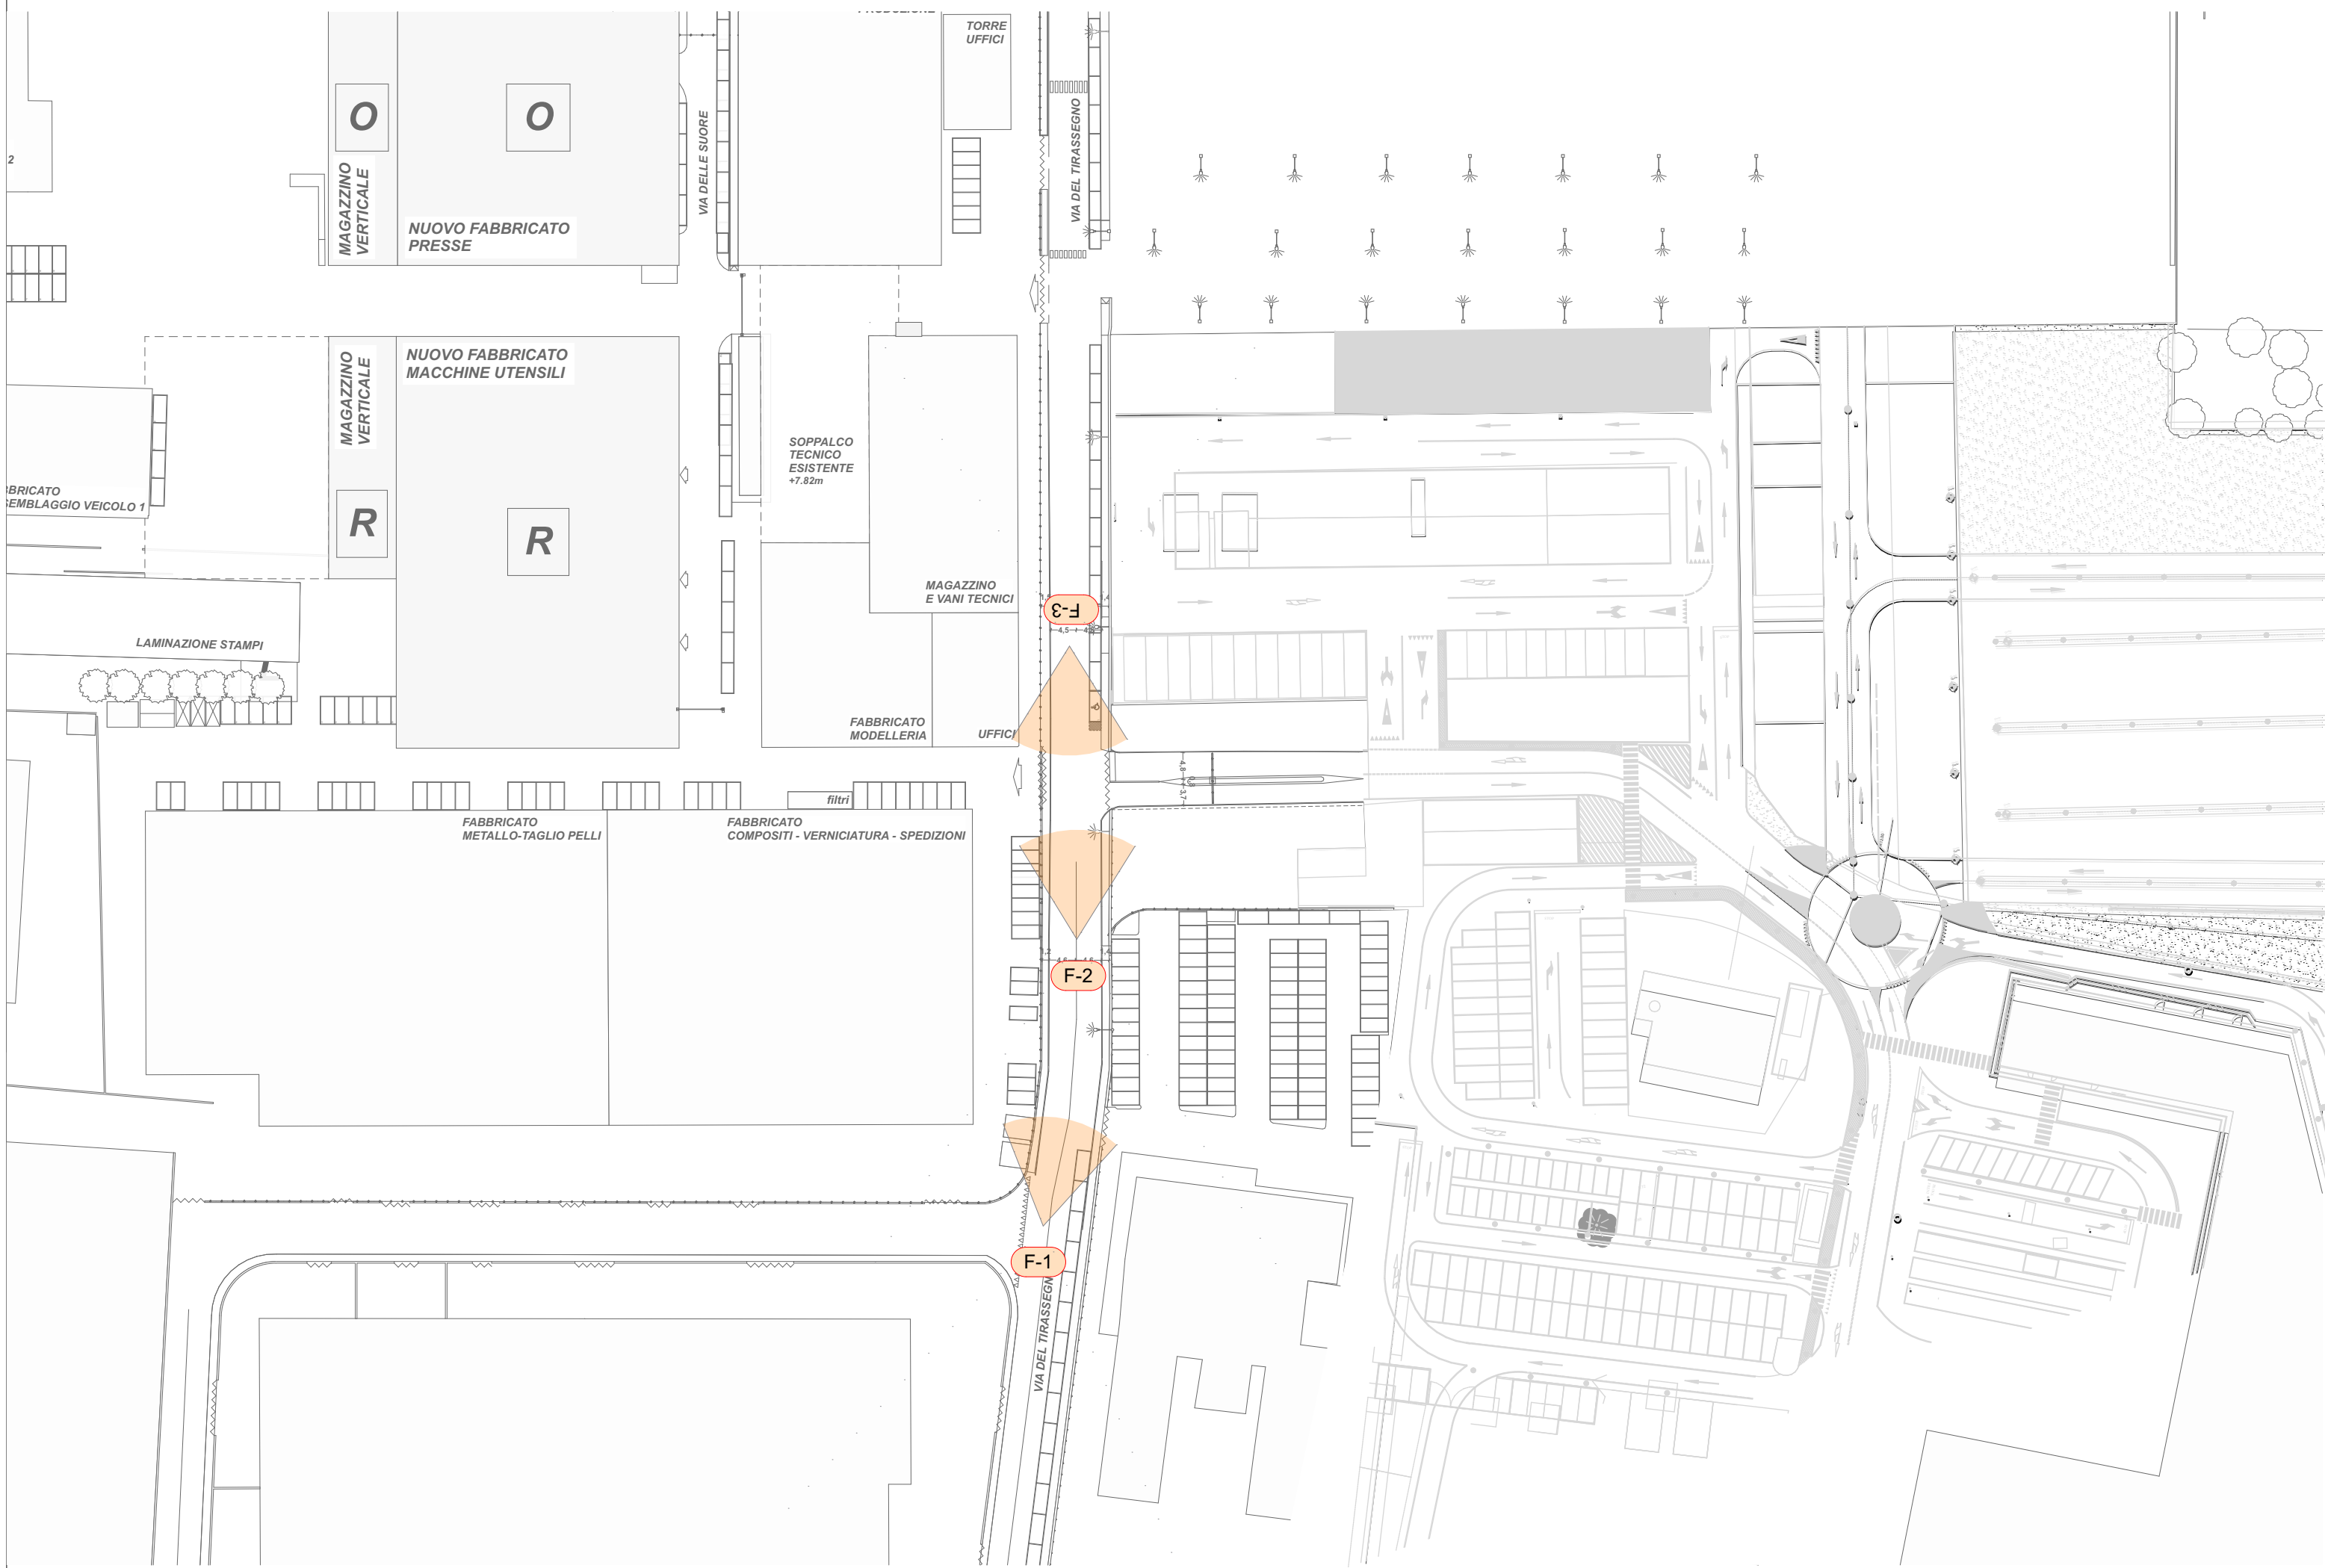 TORRE
UFFICI
O
O
MAGAZZINO
VERTICALE
NUOVO FABBRICATO
PRESSE
VIA DELLE SUORE
VIA DEL TIRASSEGNO
2
MAGAZZINO
VERTICALE
NUOVO FABBRICATO
MACCHINE UTENSILI
R
R
SOPPALCO
TECNICO
ESISTENTE
+7.82m
SEMBLAGGIO VEICOLO 1
LAMINAZIONE STAMPI
MAGAZZINO
E VANI TECNICI
F-3
FABBRICATO
MODELLERIA
UFFICI
filtri
FABBRICATO
METALLO-TAGLIO PELLI
FABBRICATO
COMPOSITI - VERNICIATURA - SPEDIZIONI
F-2
F-1
VIA DEL TIRASSEGN